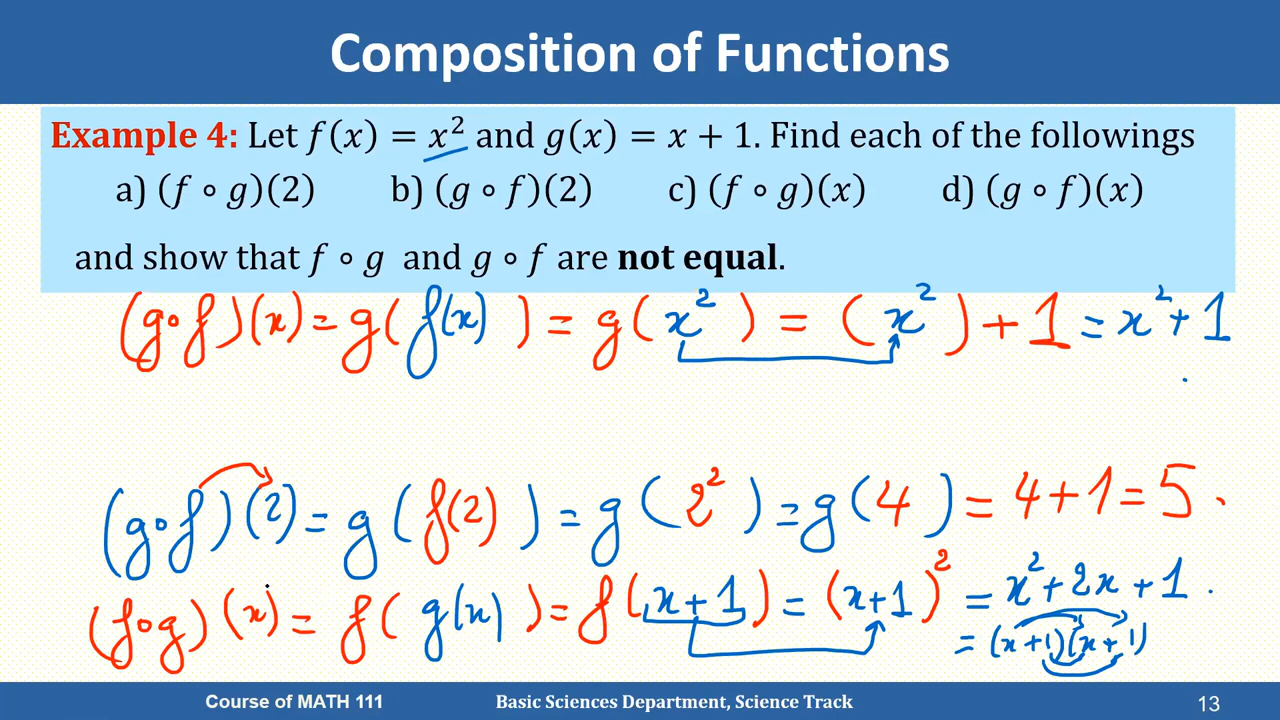 Composition of Functions
Example 4: Let f(x) = x² and g(x) = x + 1. Find each of the followings
a) (f ∘ g)(2) b) (g ∘ f)(2) c) (f ∘ g)(x) d) (g ∘ f)(x)
and show that f ∘ g and g ∘ f are not equal.
(g∘f)(x) = g(f(x)) = g(x²) = (x²) + 1 = x² + 1
(g∘f)(2) = g(f(2)) = g(2²) = g(4) = 4 + 1 = 5.
(f∘g)(x) = f(g(x)) = f(x+1) = (x+1)² = x² + 2x + 1.
= (x+1)(x+1)
Course of MATH 111 Basic Sciences Department, Science Track 13